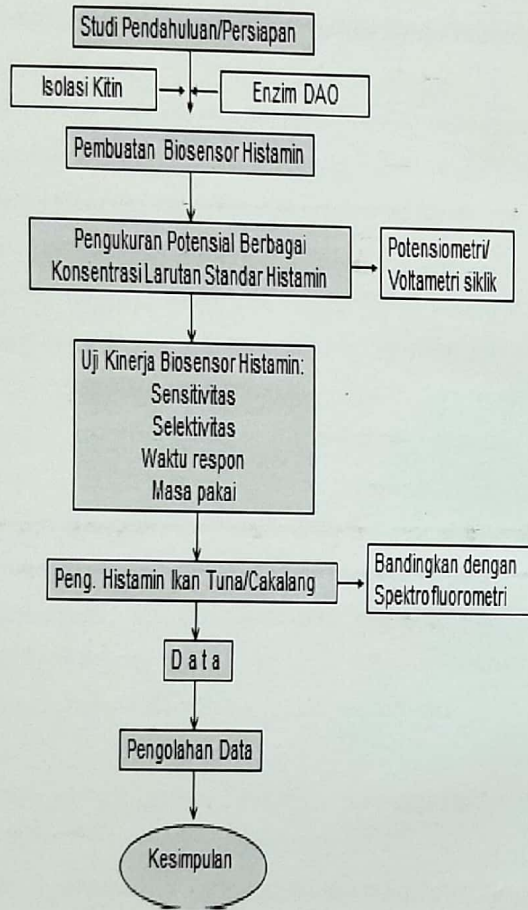 Studi Pendahuluan/Persiapan
Isolasi Kitin
Enzim DAO
Pembuatan Biosensor Histamin
Pengukuran Potensial Berbagai
Konsentrasi Larutan Standar Histamin
Potensiometri/
Voltametri siklik
Uji Kinerja Biosensor Histamin:
Sensitivitas
Selektivitas
Waktu respon
Masa pakai
Peng. Histamin Ikan Tuna/Cakalang
Bandingkan dengan
Spektrofluorometri
Data
Pengolahan Data
Kesimpulan